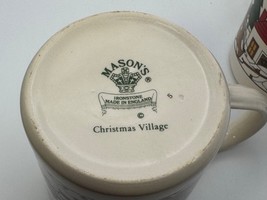 MASON'S
®
IRONSTONE
MADE IN ENGLAND
©
Christmas Village